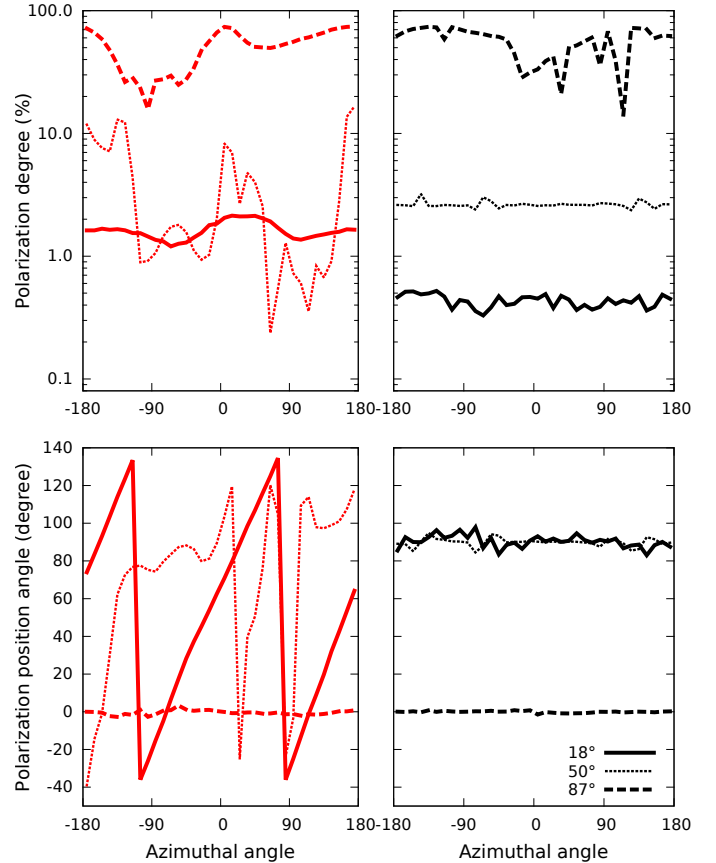 Polarization degree (%)
100.0
10.0
1.0
0.1
-180 -90 0 90 180
-180 -90 0 90 180
Polarization position angle (degree)
140
120
100
80
60
40
20
0
-20
-40
18°
50°
87°
-180 -90 0 90 180
-180 -90 0 90 180
Azimuthal angle
Azimuthal angle